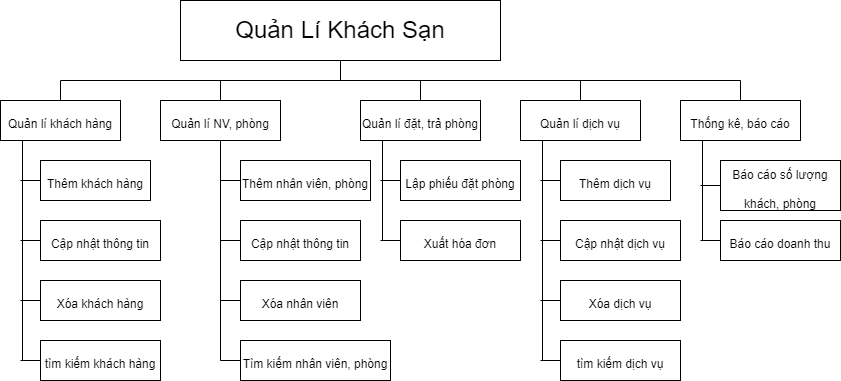 Quản Lí Khách Sạn
Quản lí khách hàng
Quản lí NV, phòng
Quản lí đặt, trả phòng
Quản lí dịch vụ
Thống kê, báo cáo
Thêm khách hàng
Thêm nhân viên, phòng
Lập phiếu đặt phòng
Thêm dịch vụ
Báo cáo số lượng
khách, phòng
Cập nhật thông tin
Cập nhật thông tin
Xuất hóa đơn
Cập nhật dịch vụ
Báo cáo doanh thu
Xóa khách hàng
Xóa nhân viên
Xóa dịch vụ
tìm kiếm khách hàng
Tìm kiếm nhân viên, phòng
tìm kiếm dịch vụ